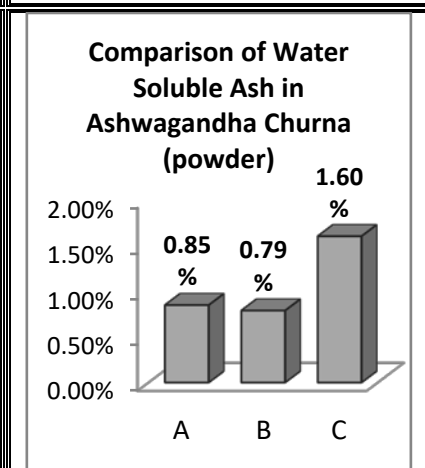 Comparison of Water
Soluble Ash in
Ashwagandha Churna
(powder)
1.60
%
2.00%
0.85
%
0.79
%
1.50%
1.00%
0.50%
0.00%
A B C